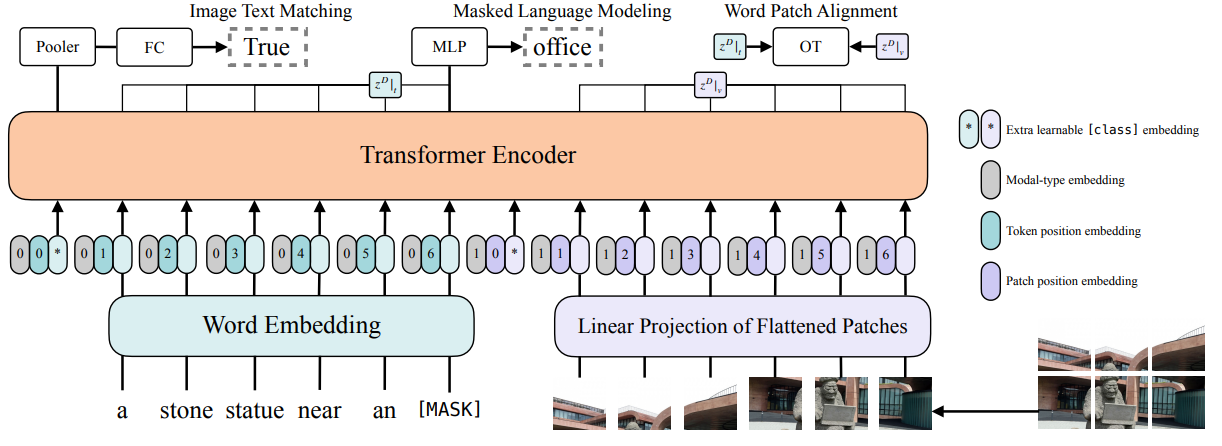 Image Text Matching
Masked Language Modeling
Word Patch Alignment
Pooler
FC
True
MLP
office
z^D|_t
OT
z^D|_v
z^D|_t
z^D|_v
Transformer Encoder
* * Extra learnable [class] embedding
Modal-type embedding
Token position embedding
Patch position embedding
0 0 * 0 1 0 2 0 3 0 4 0 5 0 6 1 0 * 1 1 1 2 1 3 1 4 1 5 1 6
Word Embedding
Linear Projection of Flattened Patches
a stone statue near an [MASK]